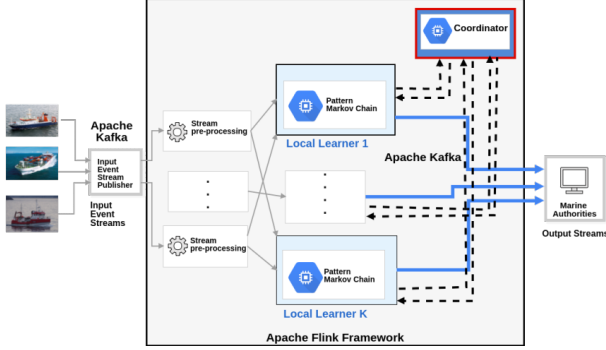 Coordinator
Pattern
Markov Chain
Local Learner 1
Apache
Kafka
Stream
pre-processing
Input
Event
Stream
Publisher
Apache Kafka
Input
Event
Streams
Marine
Authorities
Output Streams
Stream
pre-processing
Pattern
Markov Chain
Local Learner K
Apache Flink Framework